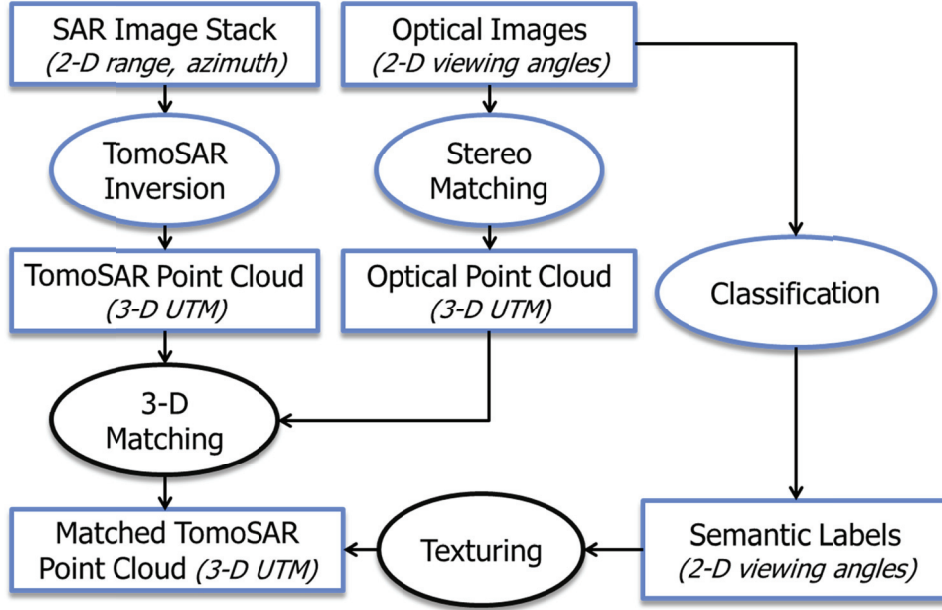 SAR Image Stack
(2-D range, azimuth)
Optical Images
(2-D viewing angles)
TomoSAR
Inversion
Stereo
Matching
TomoSAR Point Cloud
(3-D UTM)
Optical Point Cloud
(3-D UTM)
Classification
3-D
Matching
Matched TomoSAR
Point Cloud (3-D UTM)
Texturing
Semantic Labels
(2-D viewing angles)